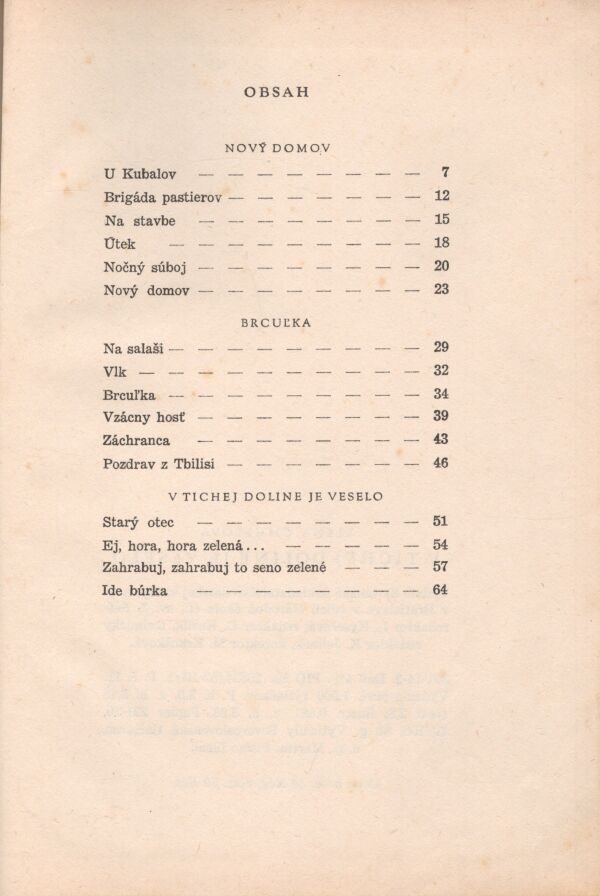 OBSAH
NOVÝ DOMOV
U Kubalov — — — — — — — — 7
Brigáda pastierov — — — — — — — 12
Na stavbe — — — — — — — — 15
Útek — — — — — — — — — 18
Nočný súboj — — — — — — — — 20
Nový domov — — — — — — — — 23
BRCUĽKA
Na salaši — — — — — — — — — 29
Vlk — — — — — — — — — — 32
Brcuľka — — — — — — — — — 34
Vzácny hosť — — — — — — — — 39
Záchranca — — — — — — — — 43
Pozdrav z Tbilisi — — — — — — — 46
V TICHEJ DOLINE JE VESELO
Starý otec — — — — — — — — 51
Ej, hora, hora zelená... — — — — — 54
Zahrabuj, zahrabuj to seno zelené — — — 57
Ide búrka — — — — — — — — — 64